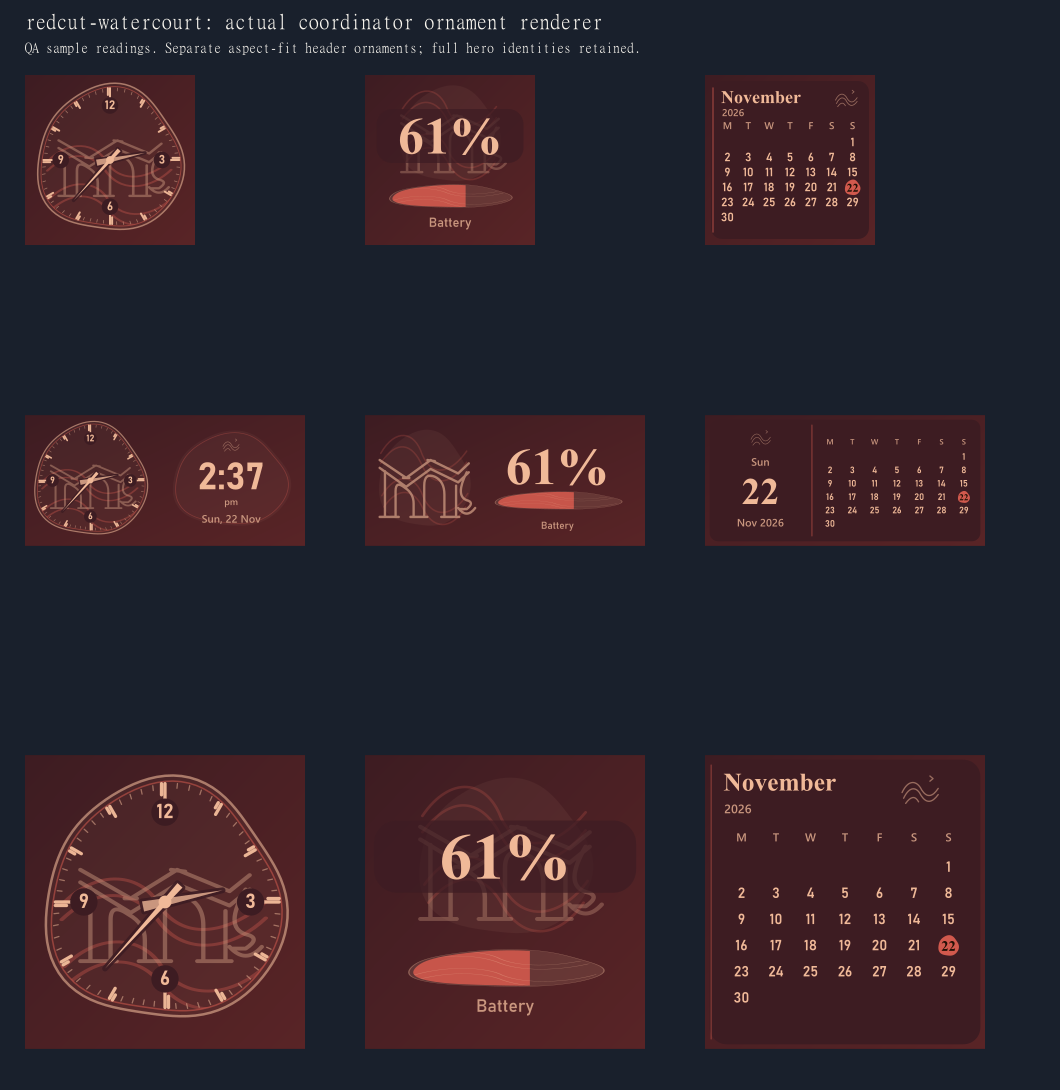 redcut-watercourt: actual coordinator ornament renderer
QA sample readings. Separate aspect-fit header ornaments; full hero identities retained.
12
9 3
6
61%
Battery
November
2026
M T W T F S S
1
2 3 4 5 6 7 8
9 10 11 12 13 14 15
16 17 18 19 20 21 22
23 24 25 26 27 28 29
30
12
9 3
6
2:37
pm
Sun, 22 Nov
61%
Battery
Sun
22
Nov 2026
M T W T F S S
1
2 3 4 5 6 7 8
9 10 11 12 13 14 15
16 17 18 19 20 21 22
23 24 25 26 27 28 29
30
12
9 3
6
61%
Battery
November
2026
M T W T F S S
1
2 3 4 5 6 7 8
9 10 11 12 13 14 15
16 17 18 19 20 21 22
23 24 25 26 27 28 29
30